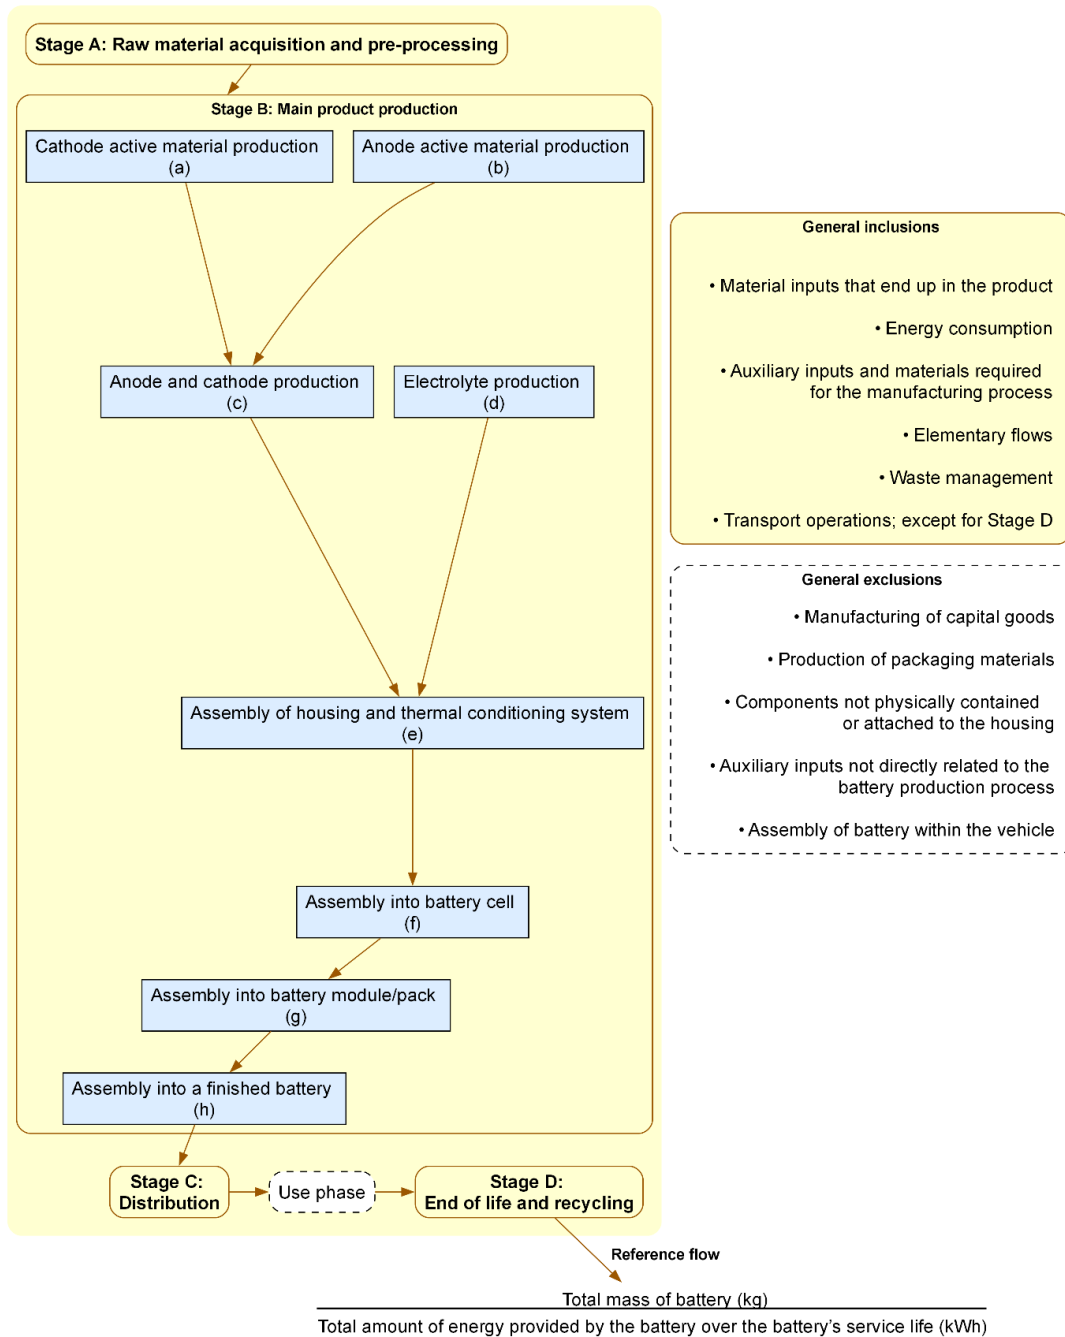 Stage A: Raw material acquisition and pre-processing
Stage B: Main product production
Cathode active material production
(a)
Anode active material production
(b)
Anode and cathode production
(c)
Electrolyte production
(d)
Assembly of housing and thermal conditioning system
(e)
Assembly into battery cell
(f)
Assembly into battery module/pack
(g)
Assembly into a finished battery
(h)
Stage C:
Distribution
Use phase
Stage D:
End of life and recycling
Reference flow
Total mass of battery (kg)
Total amount of energy provided by the battery over the battery’s service life (kWh)
General inclusions
• Material inputs that end up in the product
• Energy consumption
• Auxiliary inputs and materials required
for the manufacturing process
• Elementary flows
• Waste management
• Transport operations; except for Stage D
General exclusions
• Manufacturing of capital goods
• Production of packaging materials
• Components not physically contained
or attached to the housing
• Auxiliary inputs not directly related to the
battery production process
• Assembly of battery within the vehicle